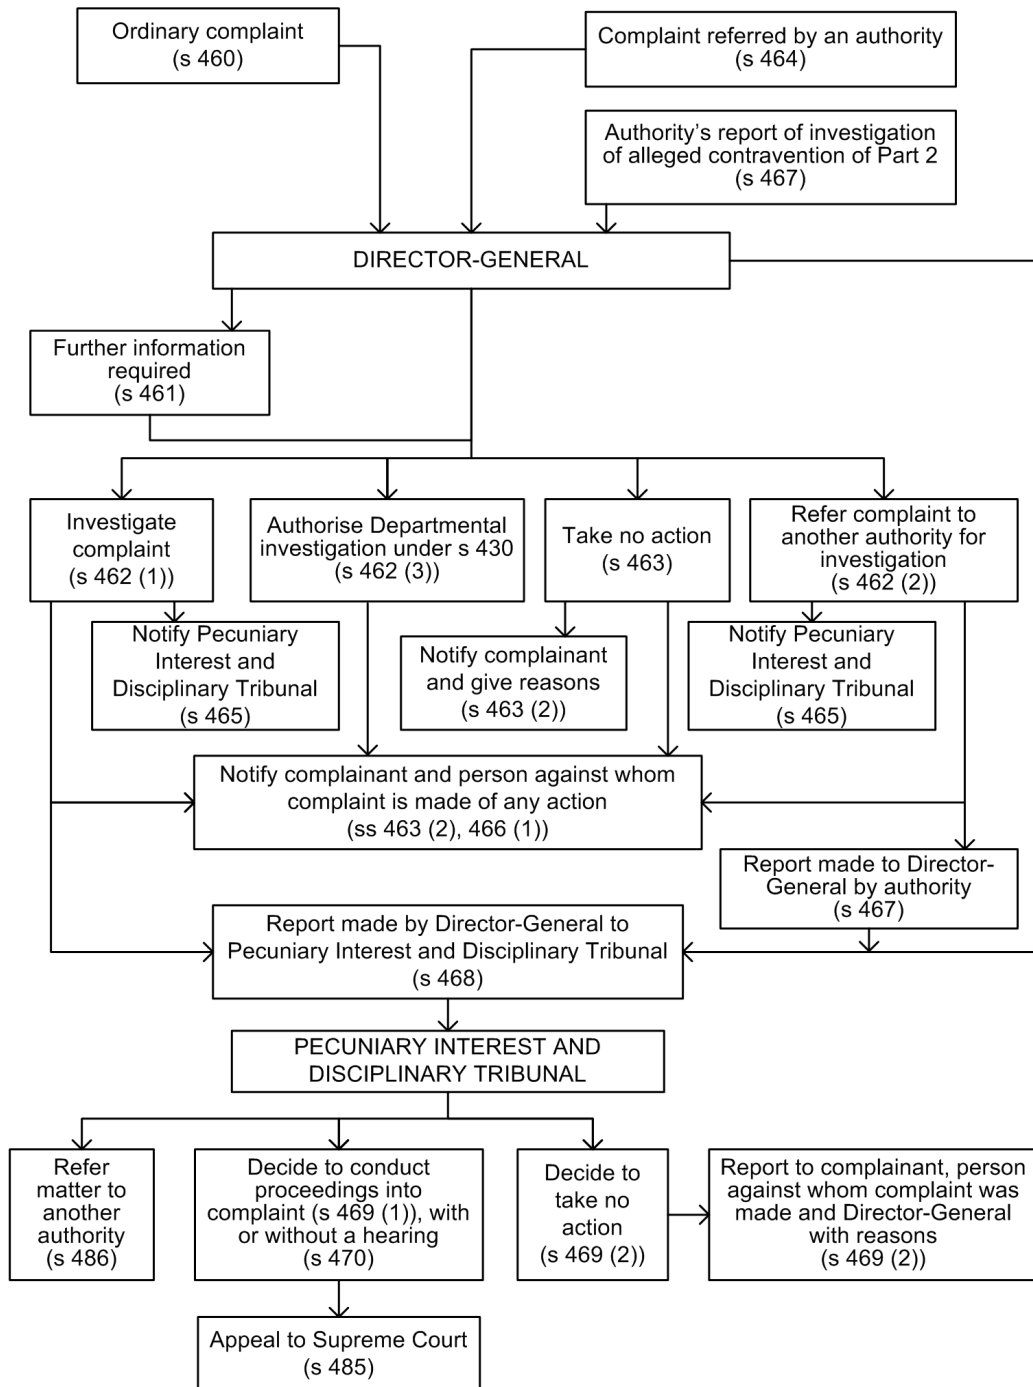 Ordinary complaint
(s 460)
Complaint referred by an authority
(s 464)
Authority’s report of investigation
of alleged contravention of Part 2
(s 467)
DIRECTOR-GENERAL
Further information
required
(s 461)
Investigate
complaint
(s 462 (1))
Authorise Departmental
investigation under s 430
(s 462 (3))
Take no action
(s 463)
Refer complaint to
another authority for
investigation
(s 462 (2))
Notify Pecuniary
Interest and
Disciplinary Tribunal
(s 465)
Notify complainant
and give reasons
(s 463 (2))
Notify Pecuniary
Interest and
Disciplinary Tribunal
(s 465)
Notify complainant and person against whom
complaint is made of any action
(ss 463 (2), 466 (1))
Report made to Director-
General by authority
(s 467)
Report made by Director-General to
Pecuniary Interest and Disciplinary Tribunal
(s 468)
PECUNIARY INTEREST AND
DISCIPLINARY TRIBUNAL
Refer
matter to
another
authority
(s 486)
Decide to conduct
proceedings into
complaint (s 469 (1)), with
or without a hearing
(s 470)
Decide to
take no
action
(s 469 (2))
Report to complainant, person
against whom complaint was
made and Director-General
with reasons
(s 469 (2))
Appeal to Supreme Court
(s 485)